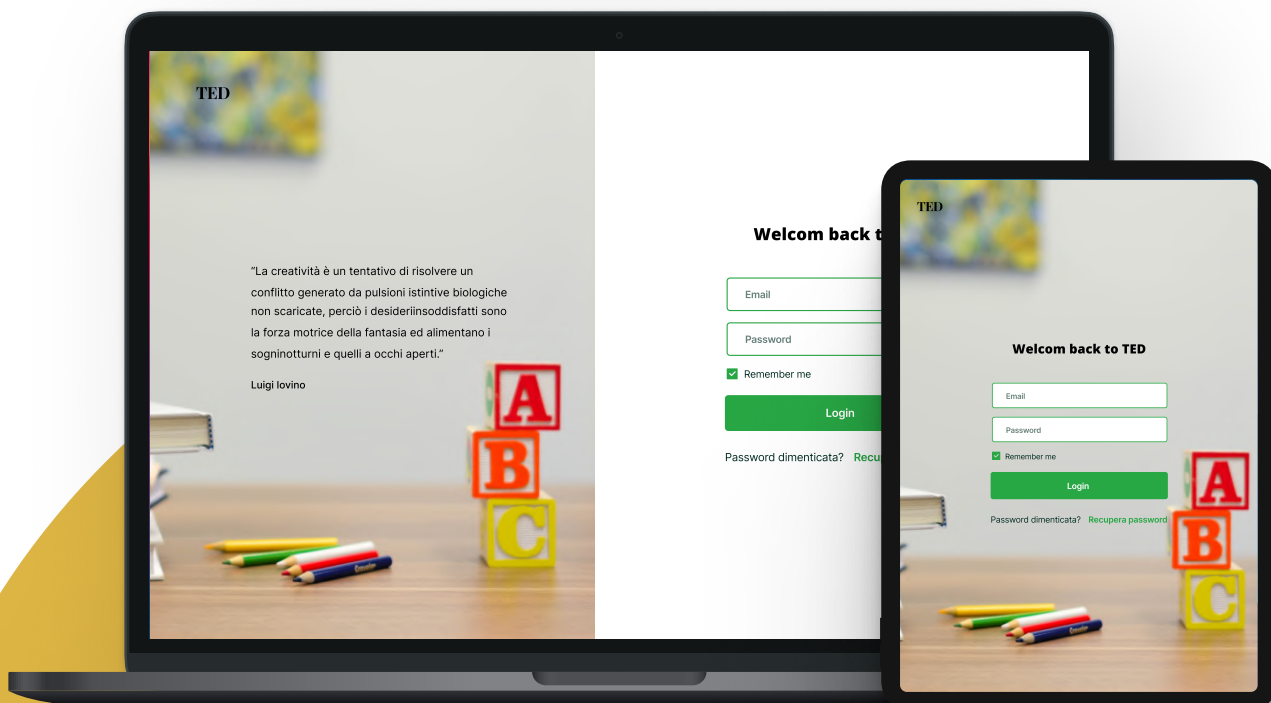 TED
“La creatività è un tentativo di risolvere un
conflitto generato da pulsioni istintive biologiche
non scaricate, perciò i desideriinsoddisfatti sono
la forza motrice della fantasia ed alimentano i
sogninotturni e quelli a occhi aperti.”
Luigi Iovino
A
B
C
Welcom back t
Email
Password
Remember me
Login
Password dimenticata? Recu
TED
Welcom back to TED
Email
Password
Remember me
Login
Password dimenticata? Recupera password
A
B
C